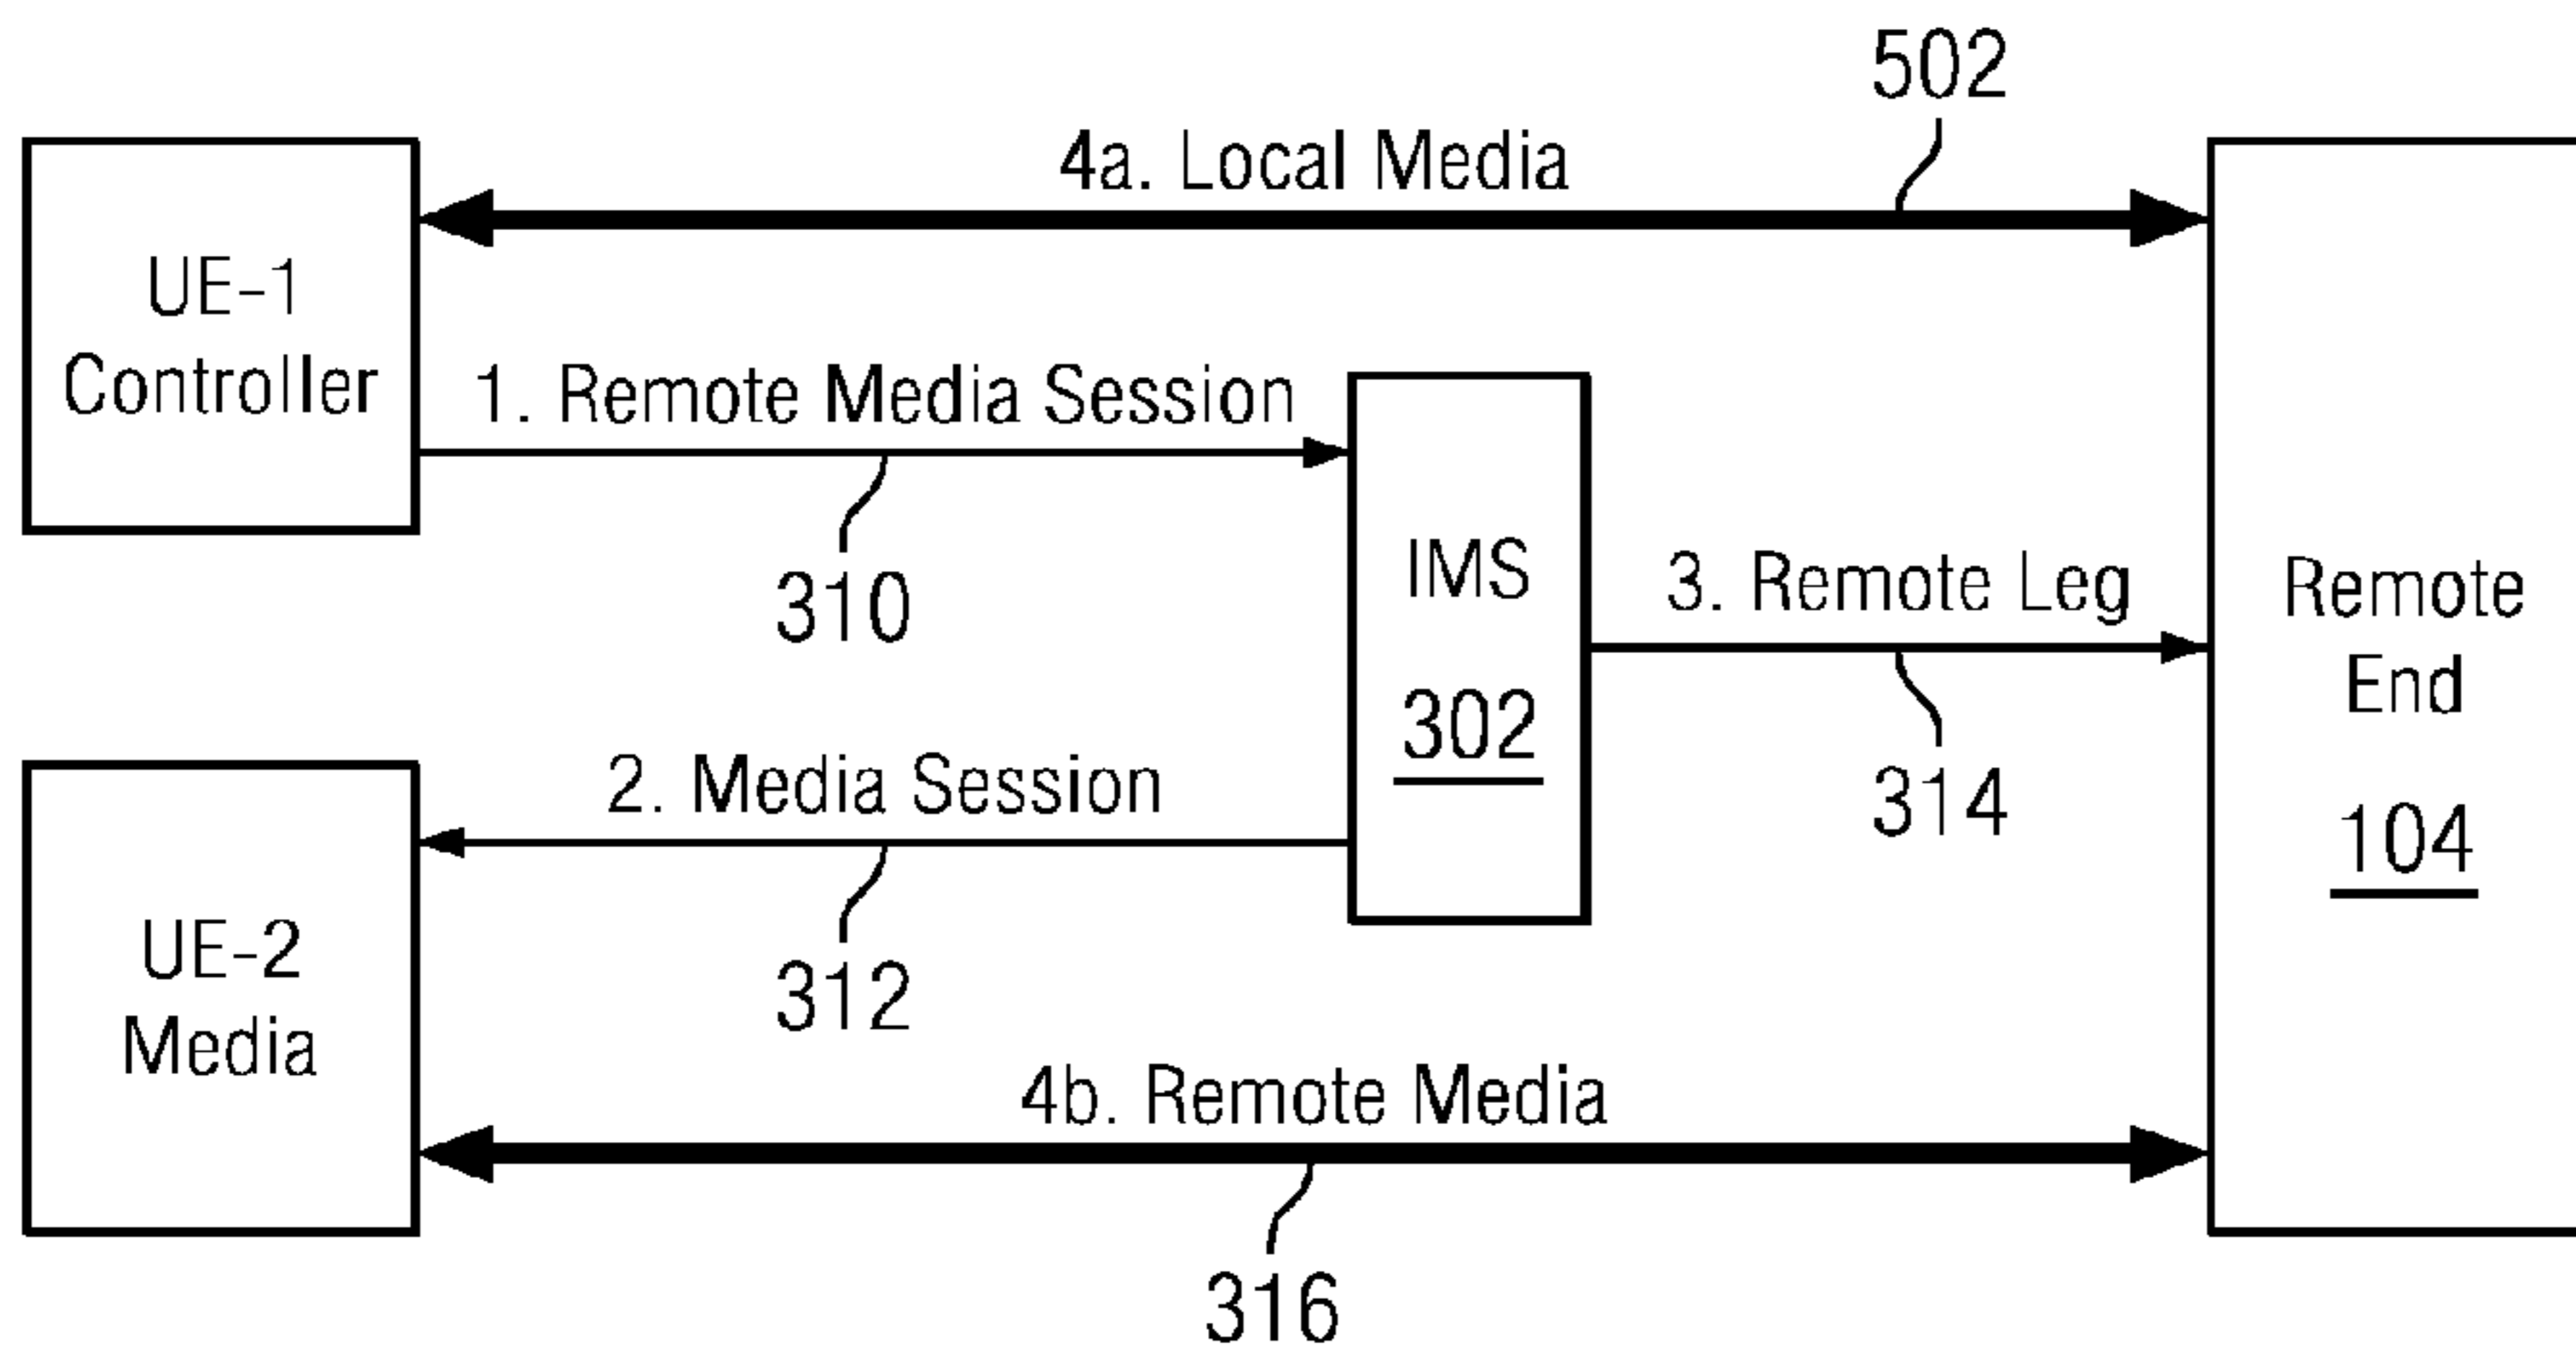 502
4a. Local Media
UE-1
Controller
1. Remote Media Session
310
IMS
302
3. Remote Leg
314
Remote
End
104
2. Media Session
312
UE-2
Media
4b. Remote Media
316